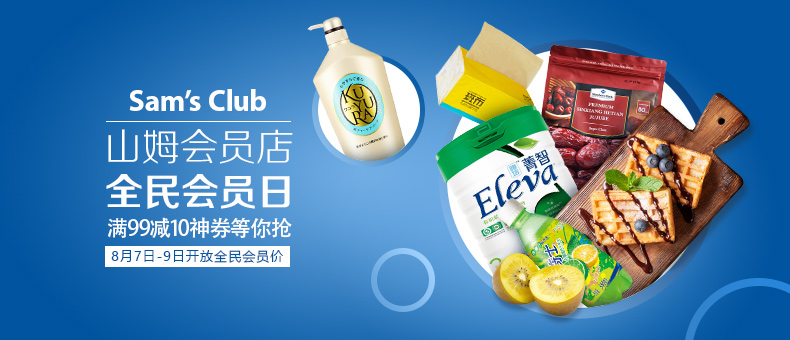 Sam's Club
山姆会员店
全民会员日
满99减10神券等你抢
8月7日-9日开放全民会员价
KUYURA
PREMIUM
XINJIANG HETIAN
JUJUBE
菁智
Eleva